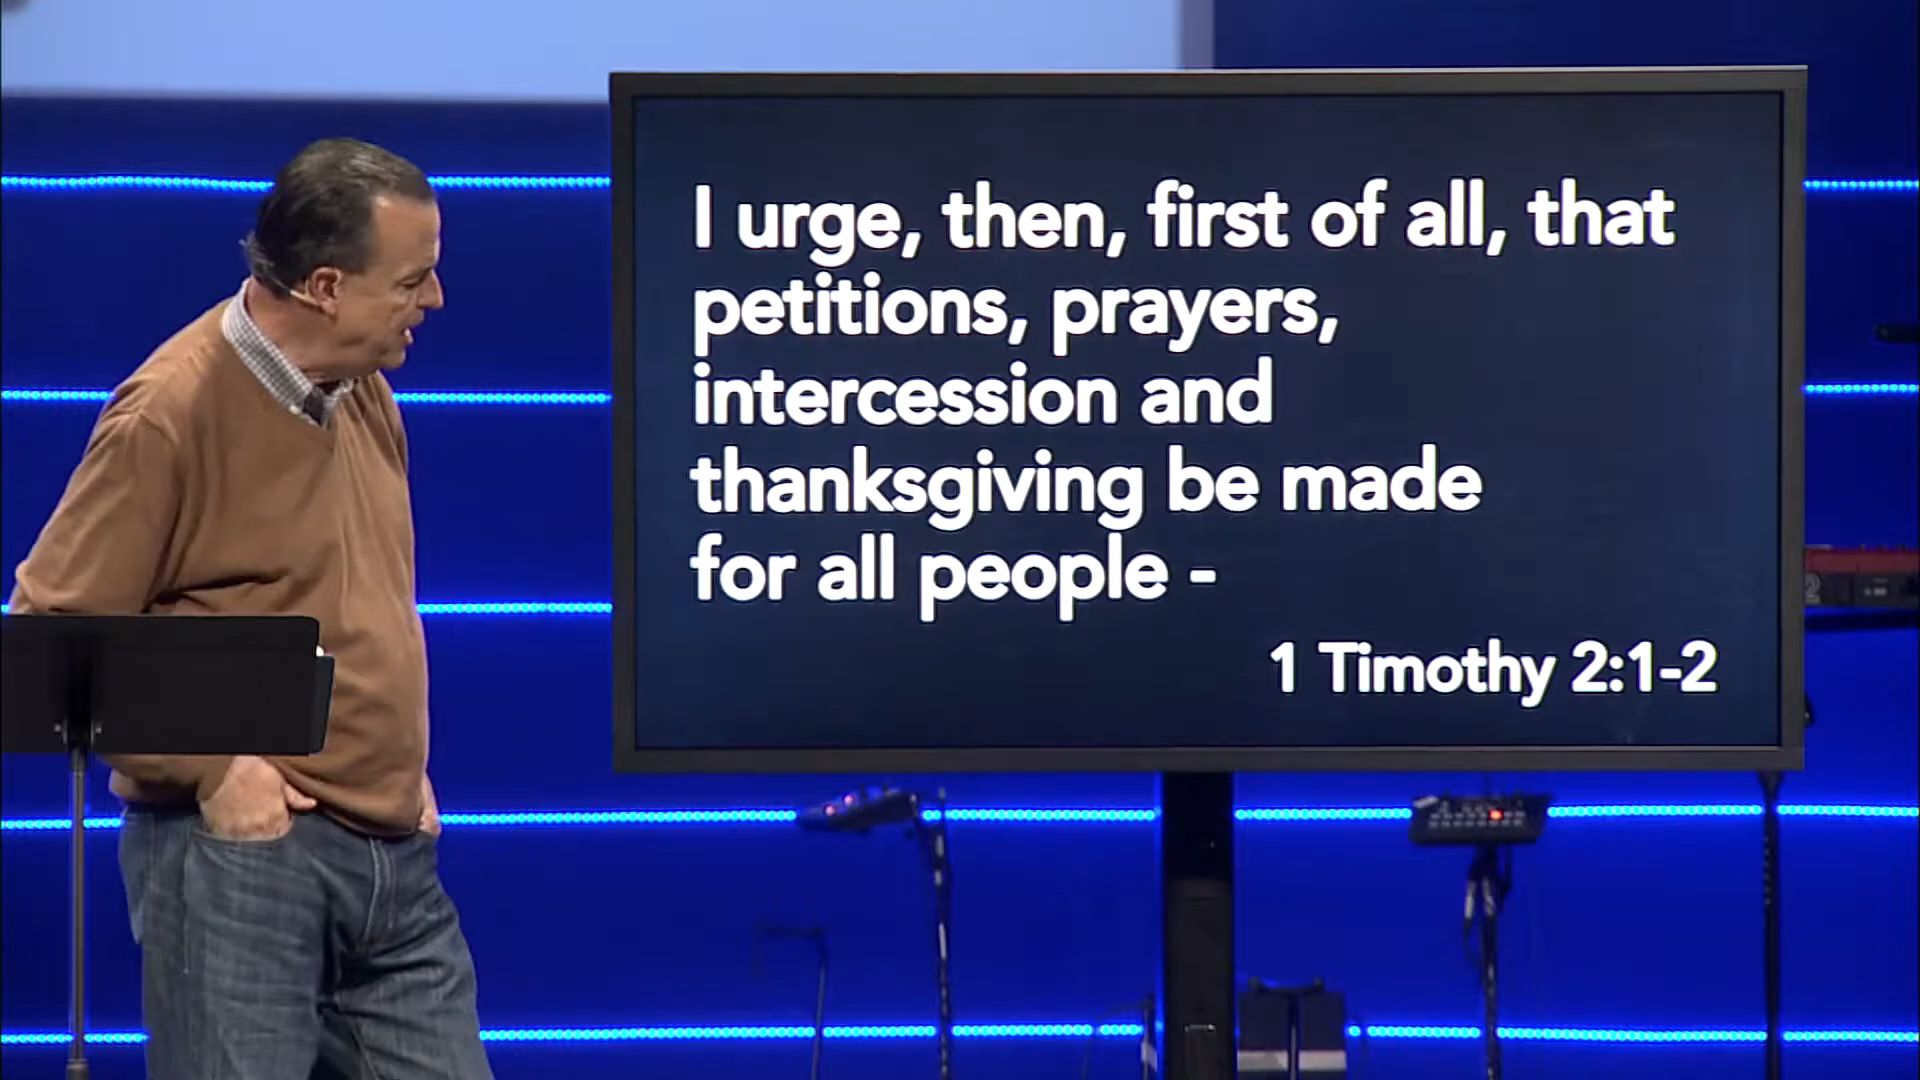 I urge, then, first of all, that
petitions, prayers,
intercession and
thanksgiving be made
for all people -
1 Timothy 2:1-2